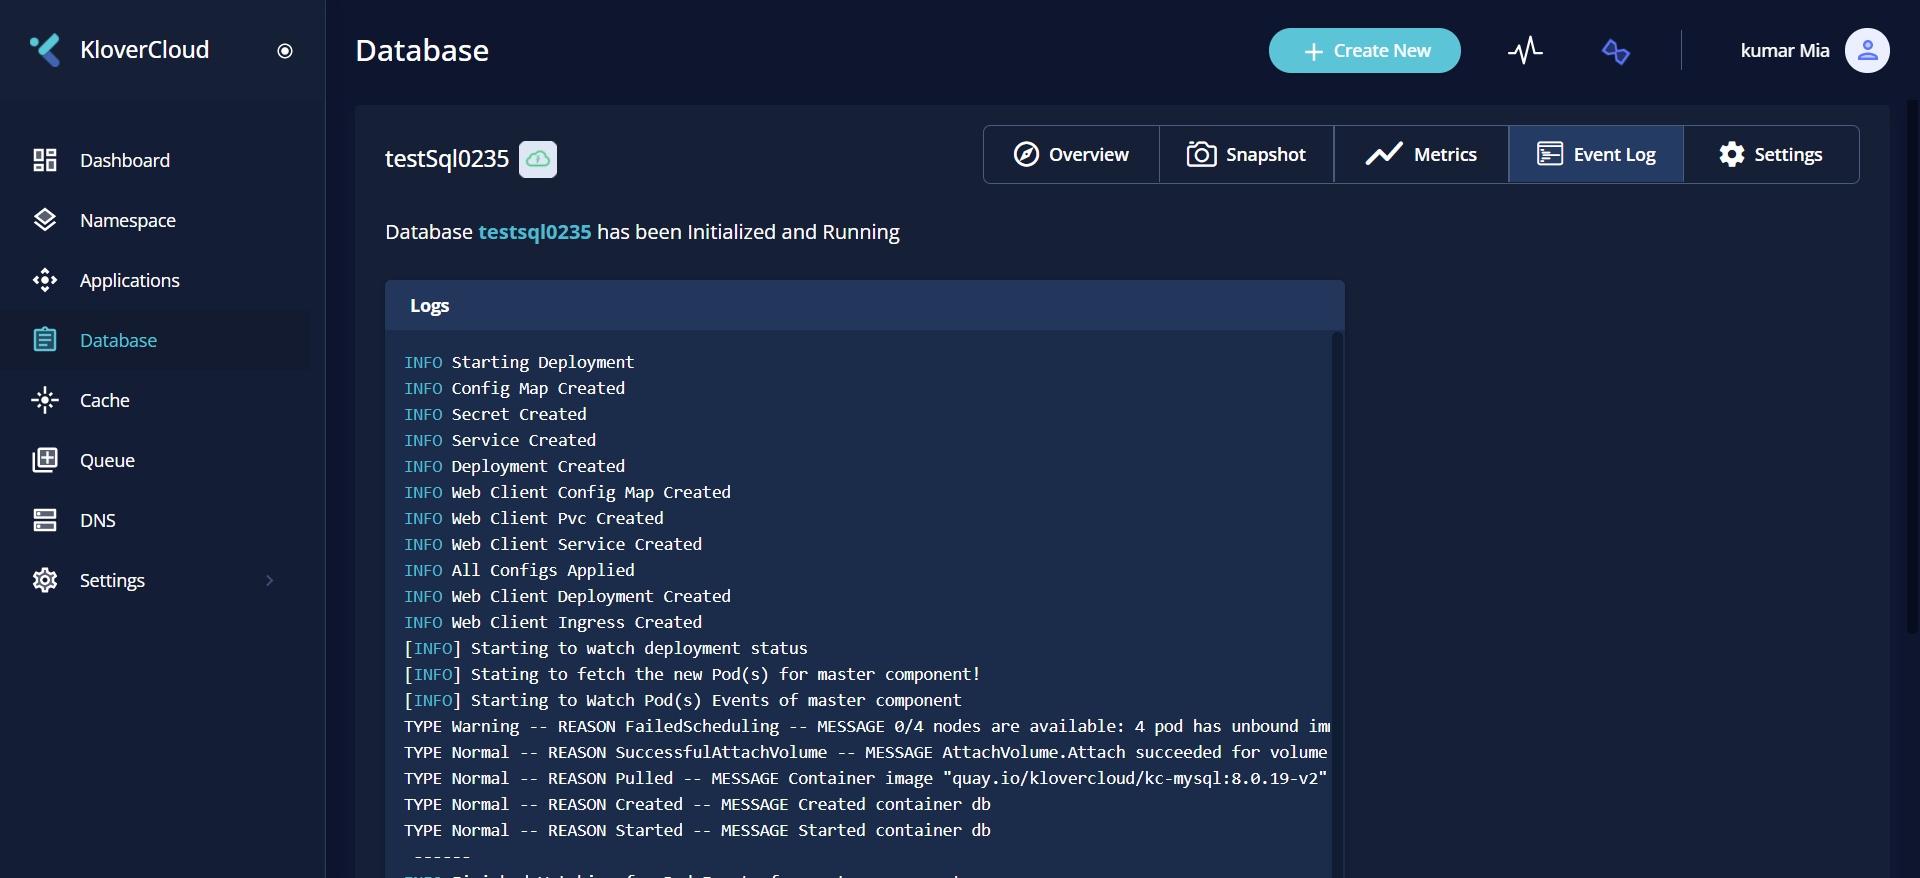 KloverCloud
Database
Create New
kumar Mia
Dashboard
Namespace
Applications
Database
Cache
Queue
DNS
Settings
testSql0235
Overview
Snapshot
Metrics
Event Log
Settings
Database testsql0235 has been Initialized and Running
Logs
INFO Starting Deployment
INFO Config Map Created
INFO Secret Created
INFO Service Created
INFO Deployment Created
INFO Web Client Config Map Created
INFO Web Client Pvc Created
INFO Web Client Service Created
INFO All Configs Applied
INFO Web Client Deployment Created
INFO Web Client Ingress Created
[INFO] Starting to watch deployment status
[INFO] Stating to fetch the new Pod(s) for master component!
[INFO] Starting to Watch Pod(s) Events of master component
TYPE Warning -- REASON FailedScheduling -- MESSAGE 0/4 nodes are available: 4 pod has unbound im
TYPE Normal -- REASON SuccessfulAttachVolume -- MESSAGE AttachVolume.Attach succeeded for volume
TYPE Normal -- REASON Pulled -- MESSAGE Container image "quay.io/klovercloud/kc-mysql:8.0.19-v2"
TYPE Normal -- REASON Created -- MESSAGE Created container db
TYPE Normal -- REASON Started -- MESSAGE Started container db
------